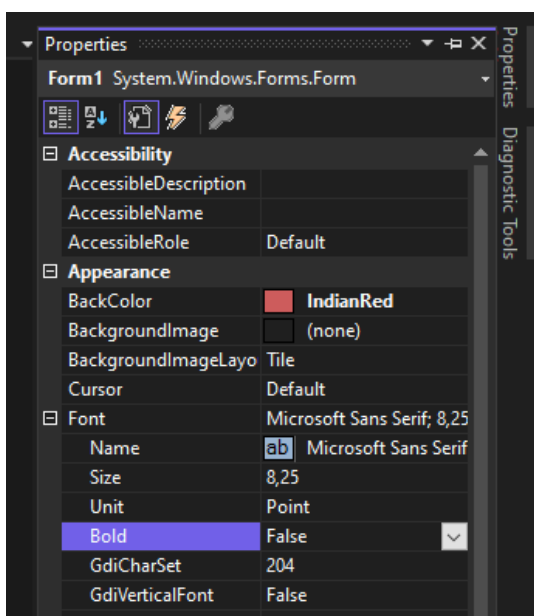 Properties
Form1 System.Windows.Forms.Form
Accessibility
AccessibleDescription
AccessibleName
AccessibleRole Default
Appearance
BackColor IndianRed
BackgroundImage (none)
BackgroundImageLayo Tile
Cursor Default
Font Microsoft Sans Serif; 8,25
Name ab Microsoft Sans Serif
Size 8,25
Unit Point
Bold False
GdiCharSet 204
GdiVerticalFont False
Properties
Diagnostic Tools